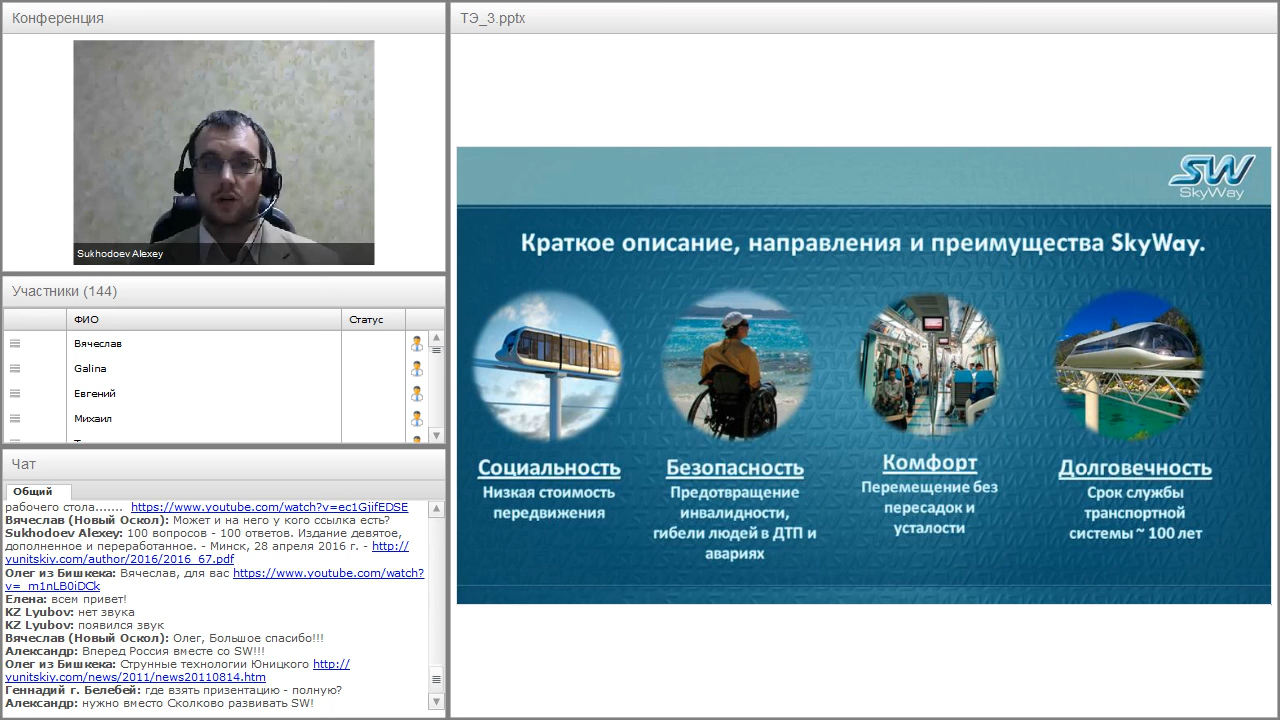 Конференция
Sukhodoev Alexey
Участники (144)
ФИО
Статус
Вячеслав
Galina
Евгений
Михаил
Чат
Общий
рабочего стола....... https://www.youtube.com/watch?v=ec1GjifEDSE
Вячеслав (Новый Оскол): Может и на него у кого ссылка есть?
Sukhodoev Alexey: 100 вопросов - 100 ответов. Издание девятое,
дополненное и переработанное. - Минск, 28 апреля 2016 г. - http://
yunitskiy.com/author/2016/2016_67.pdf
Олег из Бишкека: Вячеслав, для вас https://www.youtube.com/watch?
v=_m1nLB0iDCk
Елена: всем привет!
KZ Lyubov: нет звука
KZ Lyubov: появился звук
Вячеслав (Новый Оскол): Олег, Большое спасибо!!!
Александр: Вперед Россия вместе со SW!!!
Олег из Бишкека: Струнные технологии Юницкого http://
yunitskiy.com/news/2011/news20110814.htm
Геннадий г. Белебей: где взять призентацию - полную?
Александр: нужно вместо Сколково развивать SW!
ТЭ_3.pptx
SW
SkyWay
Краткое описание, направления и преимущества SkyWay.
Социальность
Низкая стоимость
передвижения
Безопасность
Предотвращение
инвалидности,
гибели людей в ДТП и
авариях
Комфорт
Перемещение без
пересадок и
усталости
Долговечность
Срок службы
транспортной
системы ~ 100 лет